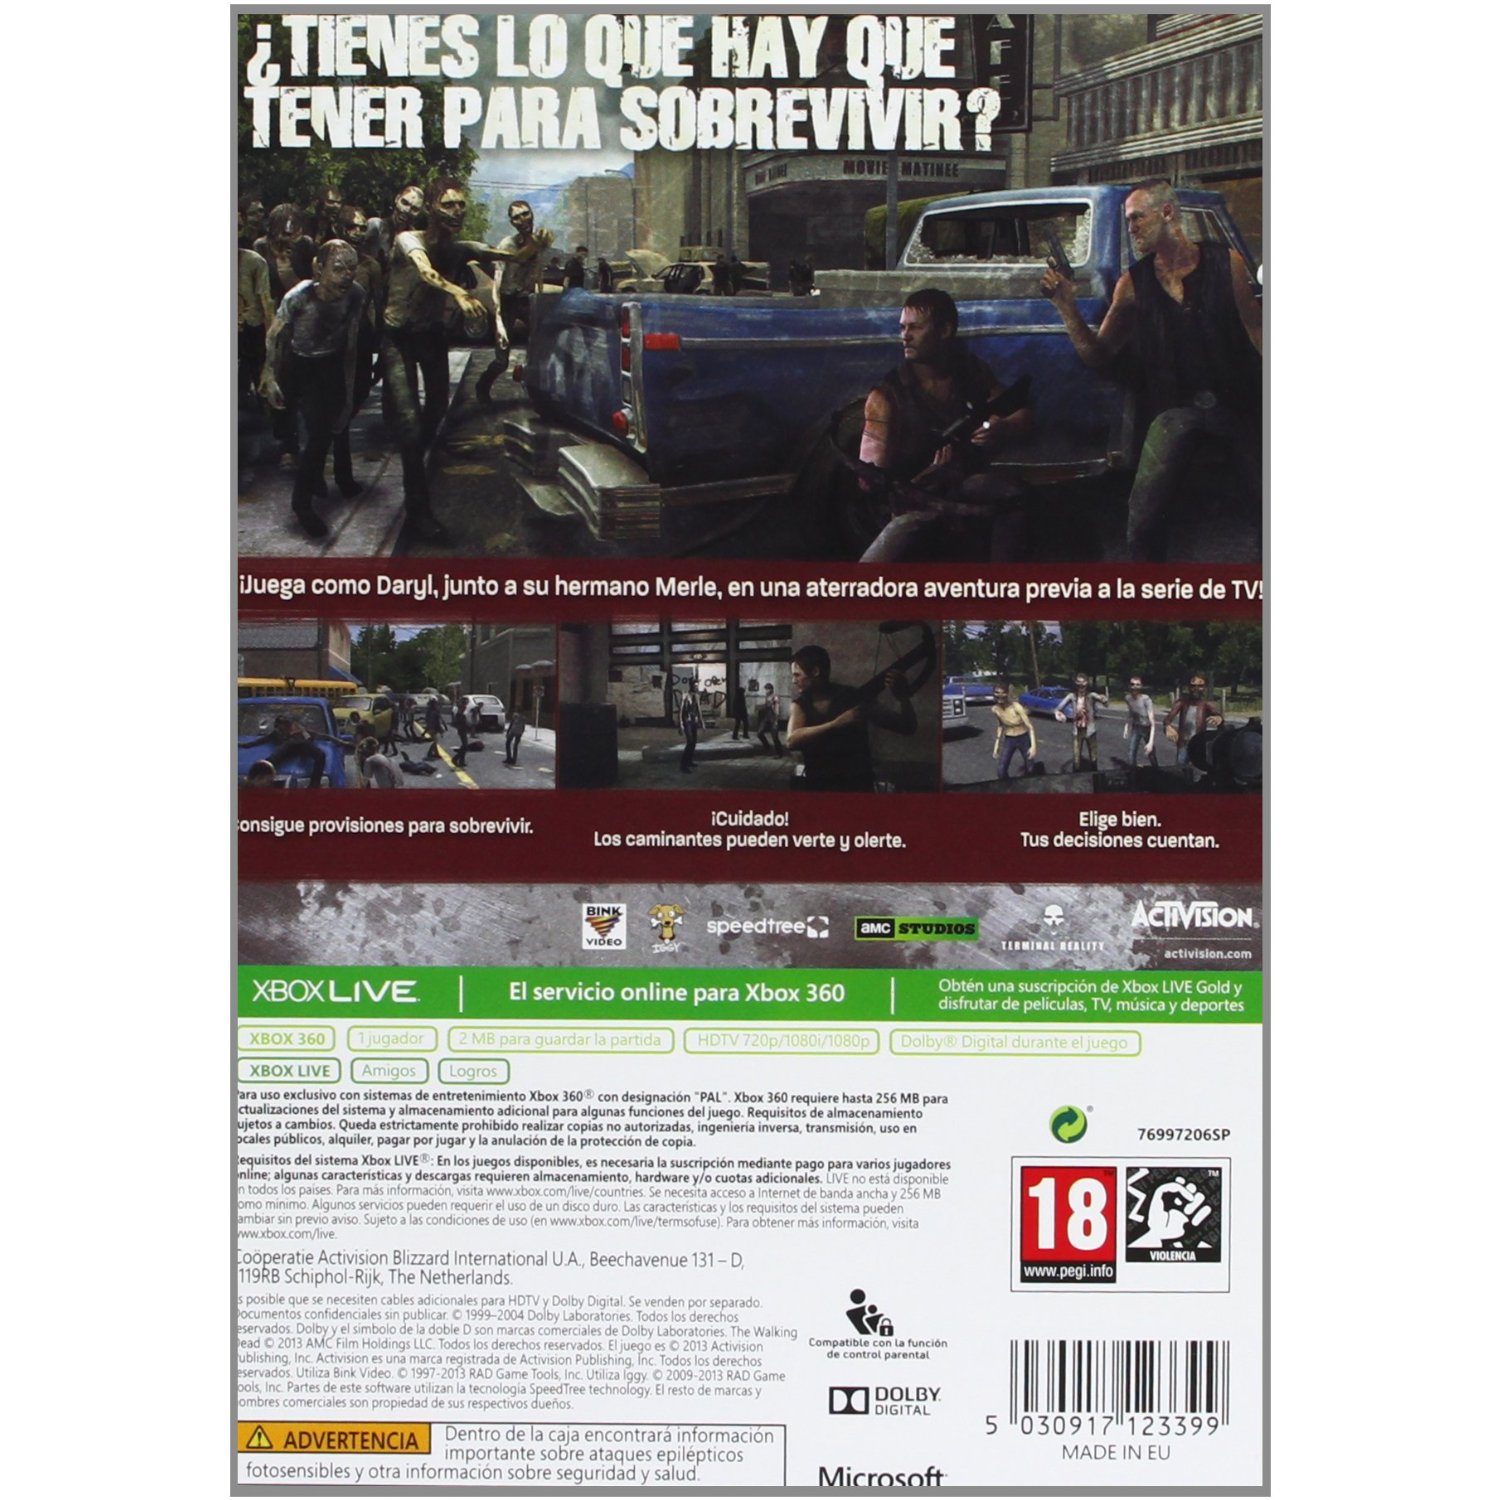 ¿TIENES LO QUE HAY QUE
TENER PARA SOBREVIVIR?
MOVIE MATINEE
¡Juega como Daryl, junto a su hermano Merle, en una aterradora aventura previa a la serie de TV!
onsigue provisiones para sobrevivir.
¡Cuidado!
Los caminantes pueden verte y olerte.
Elige bien.
Tus decisiones cuentan.
BINK
VIDEO
IGGY
speedtree
amc STUDIOS
TERMINAL REALITY
ACTIVISION.
activision.com
XBOX LIVE
El servicio online para Xbox 360
Obtén una suscripción de Xbox LIVE Gold y
disfrutar de películas, TV, música y deportes
XBOX 360
1 jugador
2 MB para guardar la partida
HDTV 720p/1080i/1080p
Dolby® Digital durante el juego
XBOX LIVE
Amigos
Logros
ara uso exclusivo con sistemas de entretenimiento Xbox 360® con designación "PAL". Xbox 360 requiere hasta 256 MB para
ctualizaciones del sistema y almacenamiento adicional para algunas funciones del juego. Requisitos de almacenamiento
ujetos a cambios. Queda estrictamente prohibido realizar copias no autorizadas, ingeniería inversa, transmisión, uso en
ocales públicos, alquiler, pagar por jugar y la anulación de la protección de copia.
equisitos del sistema Xbox LIVE®: En los juegos disponibles, es necesaria la suscripción mediante pago para varios jugadores
nline; algunas características y descargas requieren almacenamiento, hardware y/o cuotas adicionales. LIVE no está disponible
n todos los países. Para más información, visita www.xbox.com/live/countries. Se necesita acceso a Internet de banda ancha y 256 MB
omo mínimo. Algunos servicios pueden requerir el uso de un disco duro. Las características y los requisitos del sistema pueden
ambiar sin previo aviso. Sujeto a las condiciones de uso (en www.xbox.com/live/termsofuse). Para obtener más información, visita
www.xbox.com/live.
Coöperatie Activision Blizzard International U.A., Beechavenue 131 – D,
119RB Schiphol-Rijk, The Netherlands.
s posible que se necesiten cables adicionales para HDTV y Dolby Digital. Se venden por separado.
Documentos confidenciales sin publicar. © 1999–2004 Dolby Laboratories. Todos los derechos
eservados. Dolby y el símbolo de la doble D son marcas comerciales de Dolby Laboratories. The Walking
Dead © 2013 AMC Film Holdings LLC. Todos los derechos reservados. El juego es © 2013 Activision
Publishing, Inc. Activision es una marca registrada de Activision Publishing, Inc. Todos los derechos
eservados. Utiliza Bink Video. © 1997-2013 RAD Game Tools, Inc. Utiliza Iggy. © 2009-2013 RAD Game
ools, Inc. Partes de este software utilizan la tecnología SpeedTree technology. El resto de marcas y
ombres comerciales son propiedad de sus respectivos dueños.
ADVERTENCIA
Dentro de la caja encontrará información
importante sobre ataques epilépticos
fotosensibles y otra información sobre seguridad y salud.
76997206SP
18
www.pegi.info
VIOLENCIA
Compatible con la función
de control parental
DOLBY
DIGITAL
Microsoft
5 030917 123399
MADE IN EU